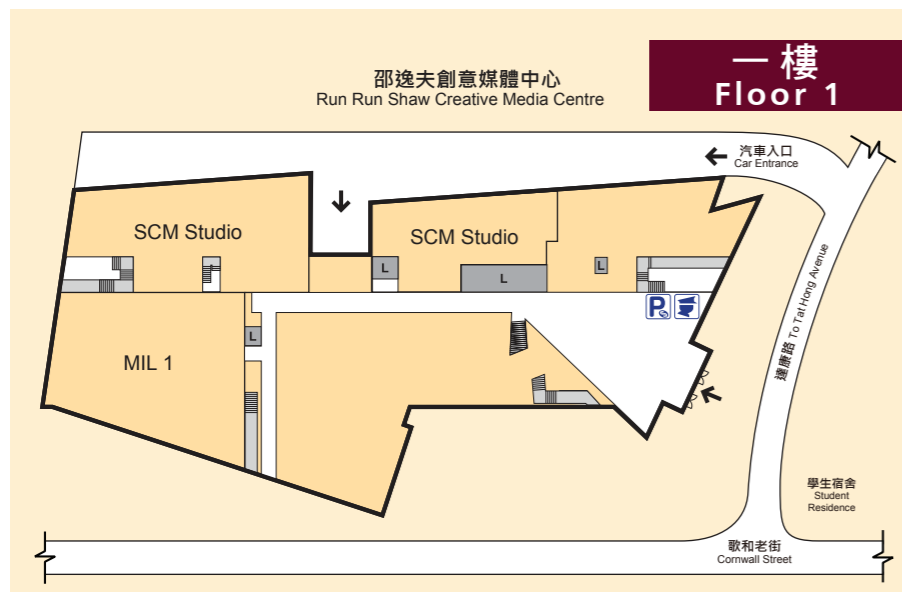 一樓
Floor 1
邵逸夫創意媒體中心
Run Run Shaw Creative Media Centre
汽車入口
Car Entrance
SCM Studio
SCM Studio
L
L
L
P
達康路 To Tat Hong Avenue
L
MIL 1
學生宿舍
Student
Residence
歌和老街
Cornwall Street